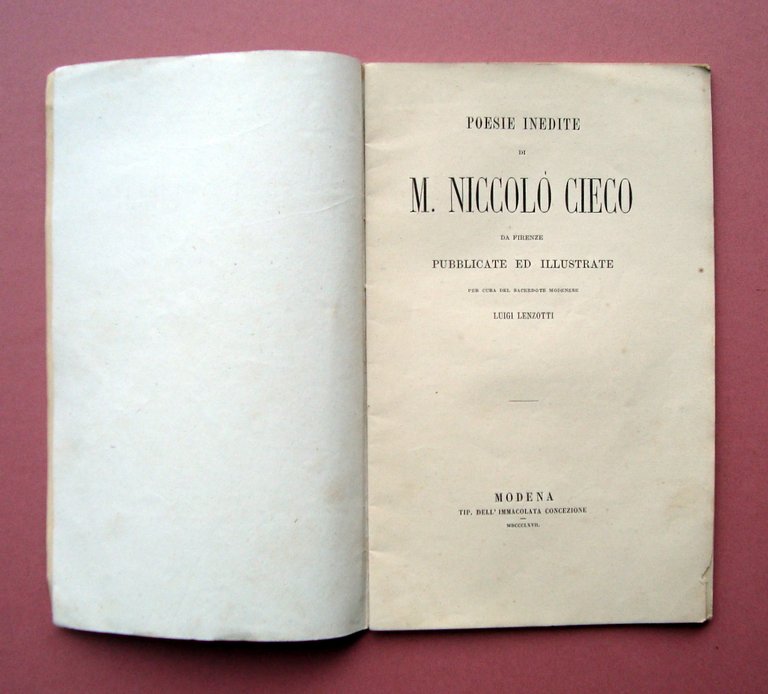 POESIE INEDITE
DI
M. NICCOLÓ CIECO
DA FIRENZE
PUBBLICATE ED ILLUSTRATE
PER CURA DEL SACERDOTE MODENESE
LUIGI LENZOTTI
MODENA
TIP. DELL' IMMACOLATA CONCEZIONE
MDCCCLXVII.